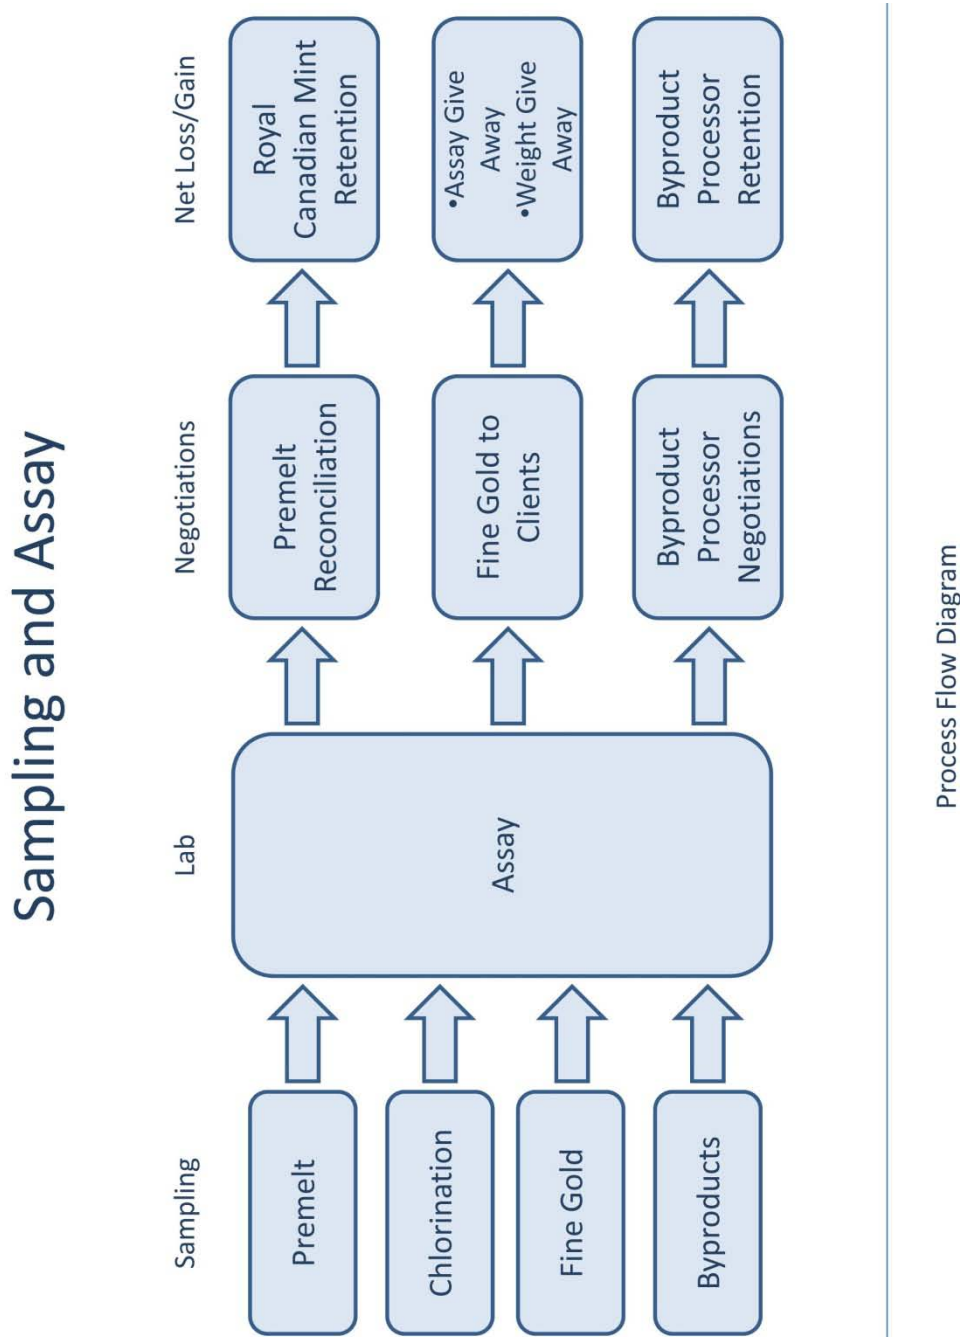 Sampling and Assay
Sampling
Lab
Negotiations
Net Loss/Gain
Premelt
Chlorination
Fine Gold
Byproducts
Assay
Premelt
Reconciliation
Fine Gold to
Clients
Byproduct
Processor
Negotiations
Royal
Canadian Mint
Retention
•Assay Give
Away
•Weight Give
Away
Byproduct
Processor
Retention
Process Flow Diagram